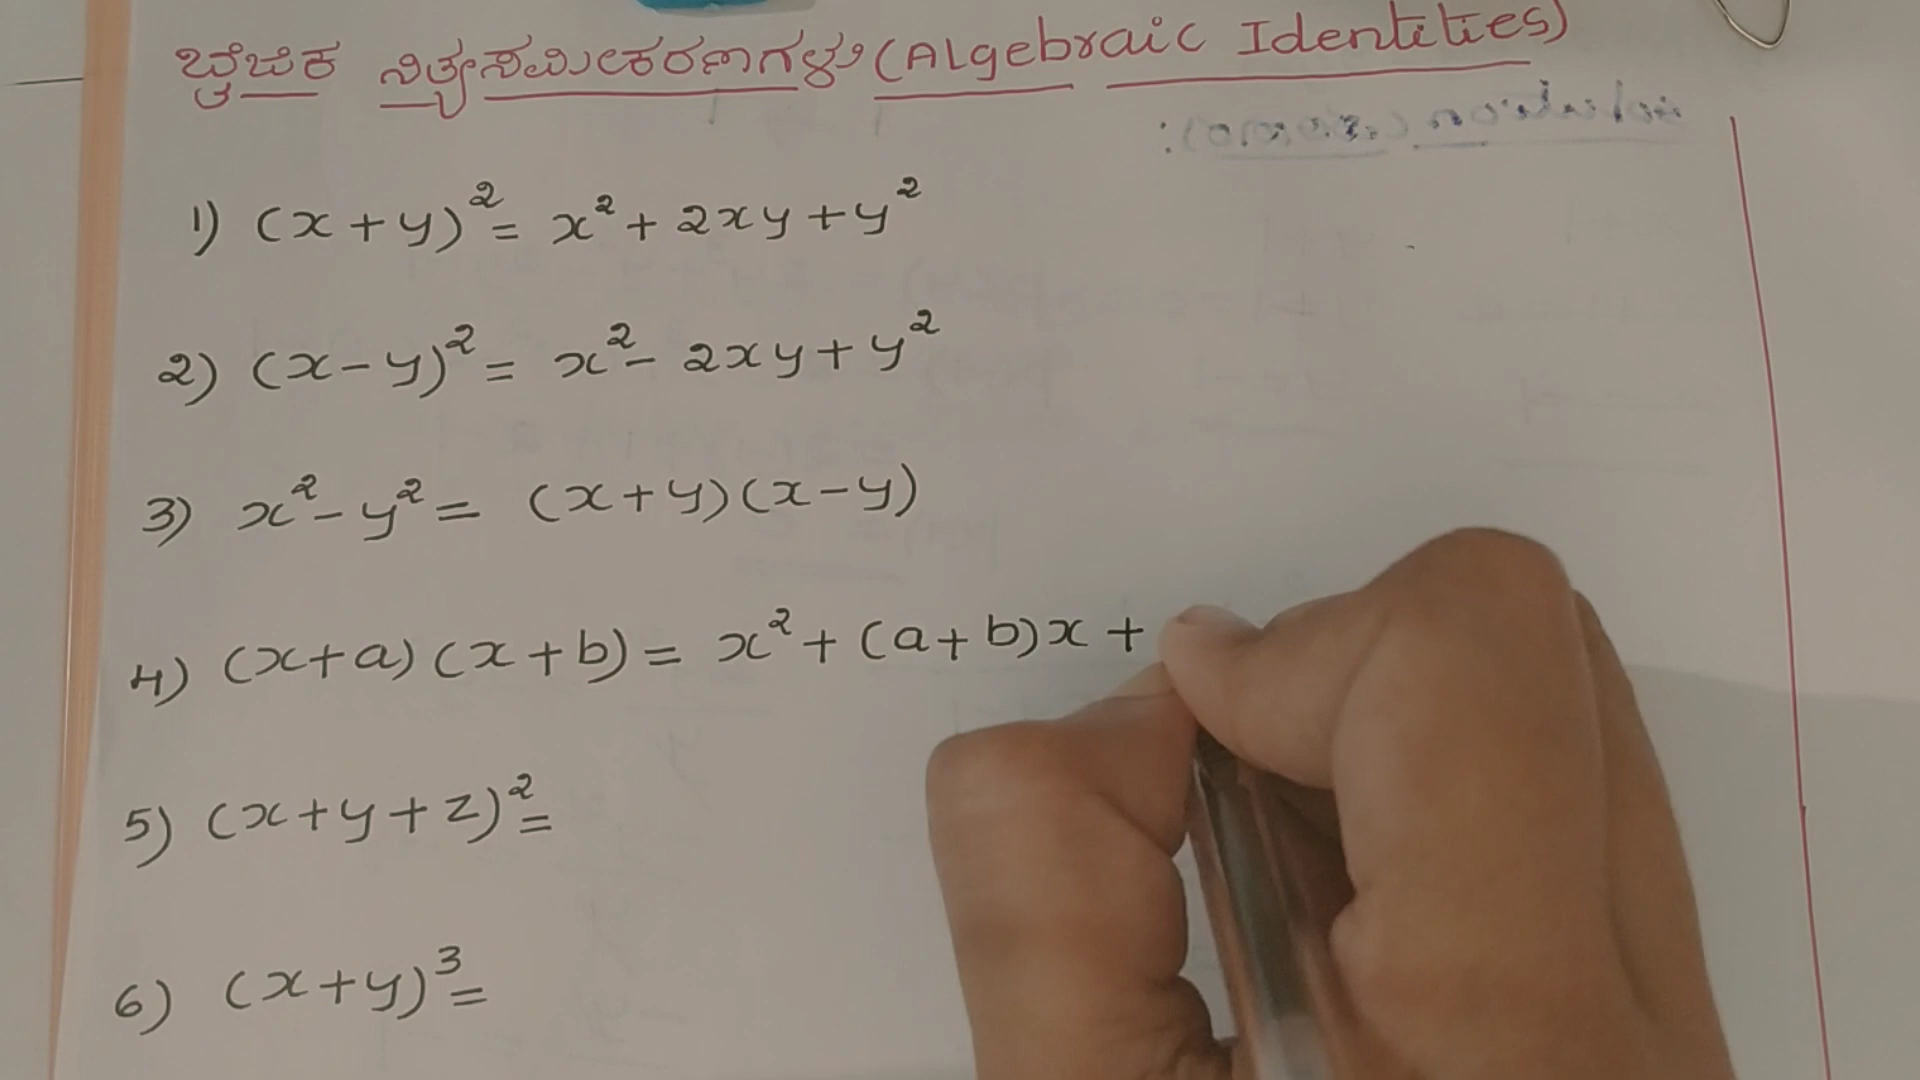 ಬೈಜಿಕ ನಿತ್ಯಸಮೀಕರಣಗಳು (Algebraic Identities)
1) (x+y)²= x²+ 2xy+y²
2) (x-y)²= x²- 2xy+y²
3) x²-y²= (x+y)(x-y)
4) (x+a)(x+b)= x²+(a+b)x+
5) (x+y+z)²=
6) (x+y)³=